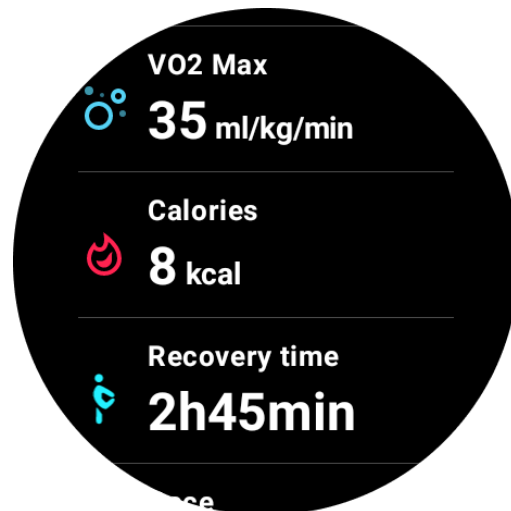 VO2 Max
35 ml/kg/min
Calories
8 kcal
Recovery time
2h45min